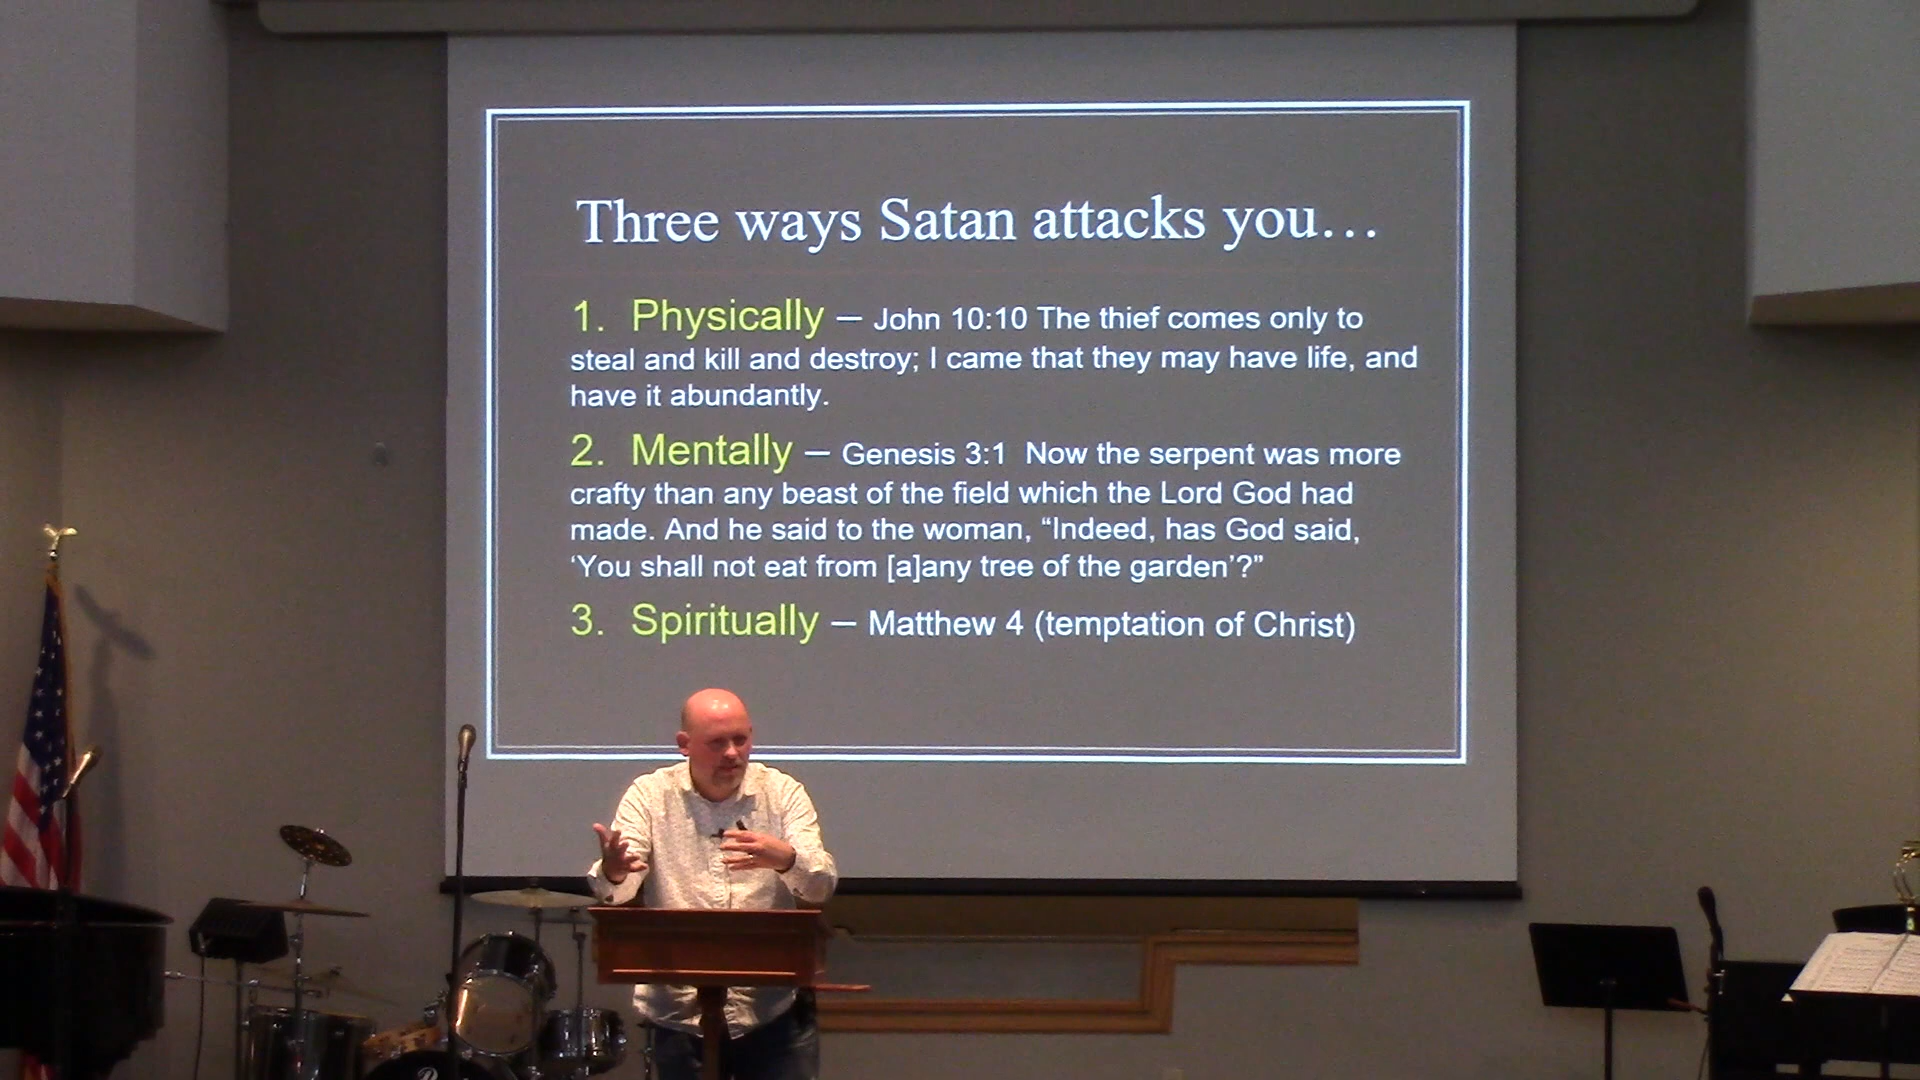 Three ways Satan attacks you…
1. Physically – John 10:10 The thief comes only to
steal and kill and destroy; I came that they may have life, and
have it abundantly.
2. Mentally – Genesis 3:1 Now the serpent was more
crafty than any beast of the field which the Lord God had
made. And he said to the woman, “Indeed, has God said,
‘You shall not eat from [a]any tree of the garden’?”
3. Spiritually – Matthew 4 (temptation of Christ)